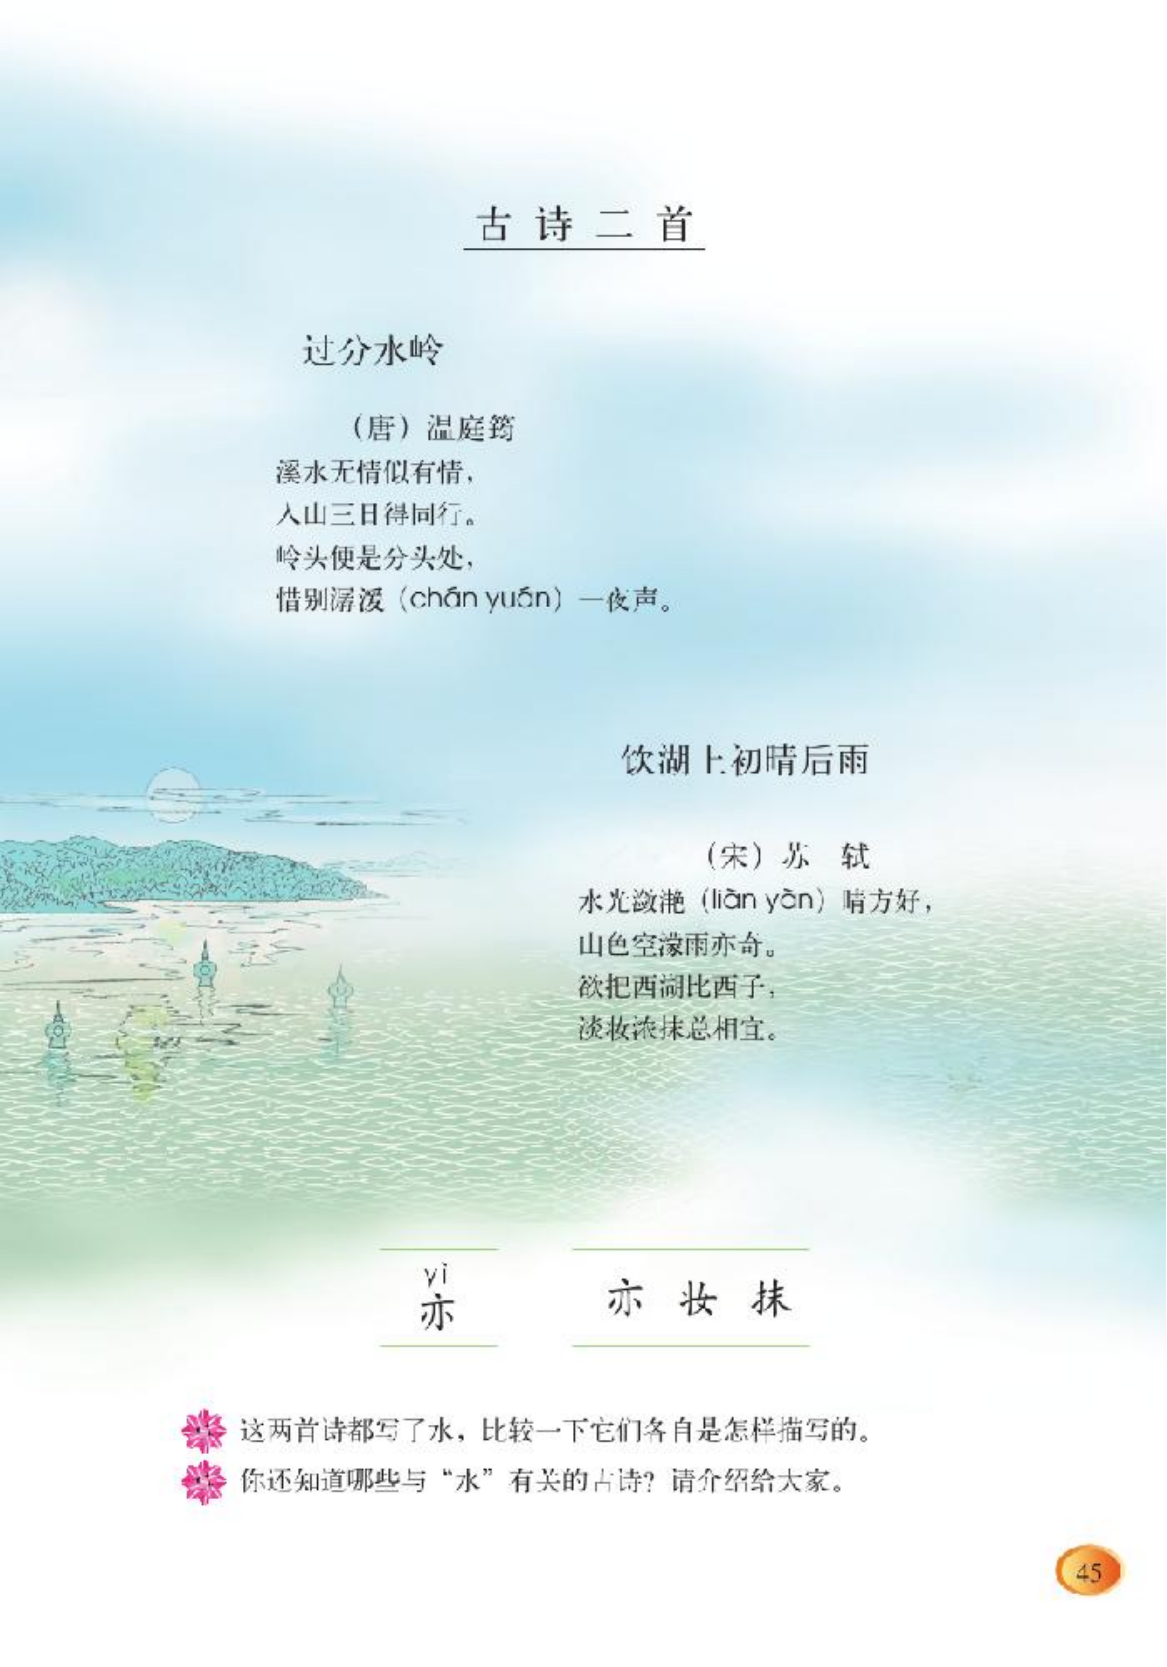 古诗二首
过分水岭
（唐）温庭筠
溪水无情似有情，
入山三日得同行。
岭头便是分头处，
惜别潺湲（chán yuán）一夜声。
饮湖上初晴后雨
（宋）苏　轼
水光潋滟（liàn yàn）晴方好，
山色空濛雨亦奇。
欲把西湖比西子，
淡妆浓抹总相宜。
yì
亦
亦 妆 抹
这两首诗都写了水，比较一下它们各自是怎样描写的。
你还知道哪些与“水”有关的古诗？请介绍给大家。
45